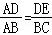 AD/AB = DE/BC